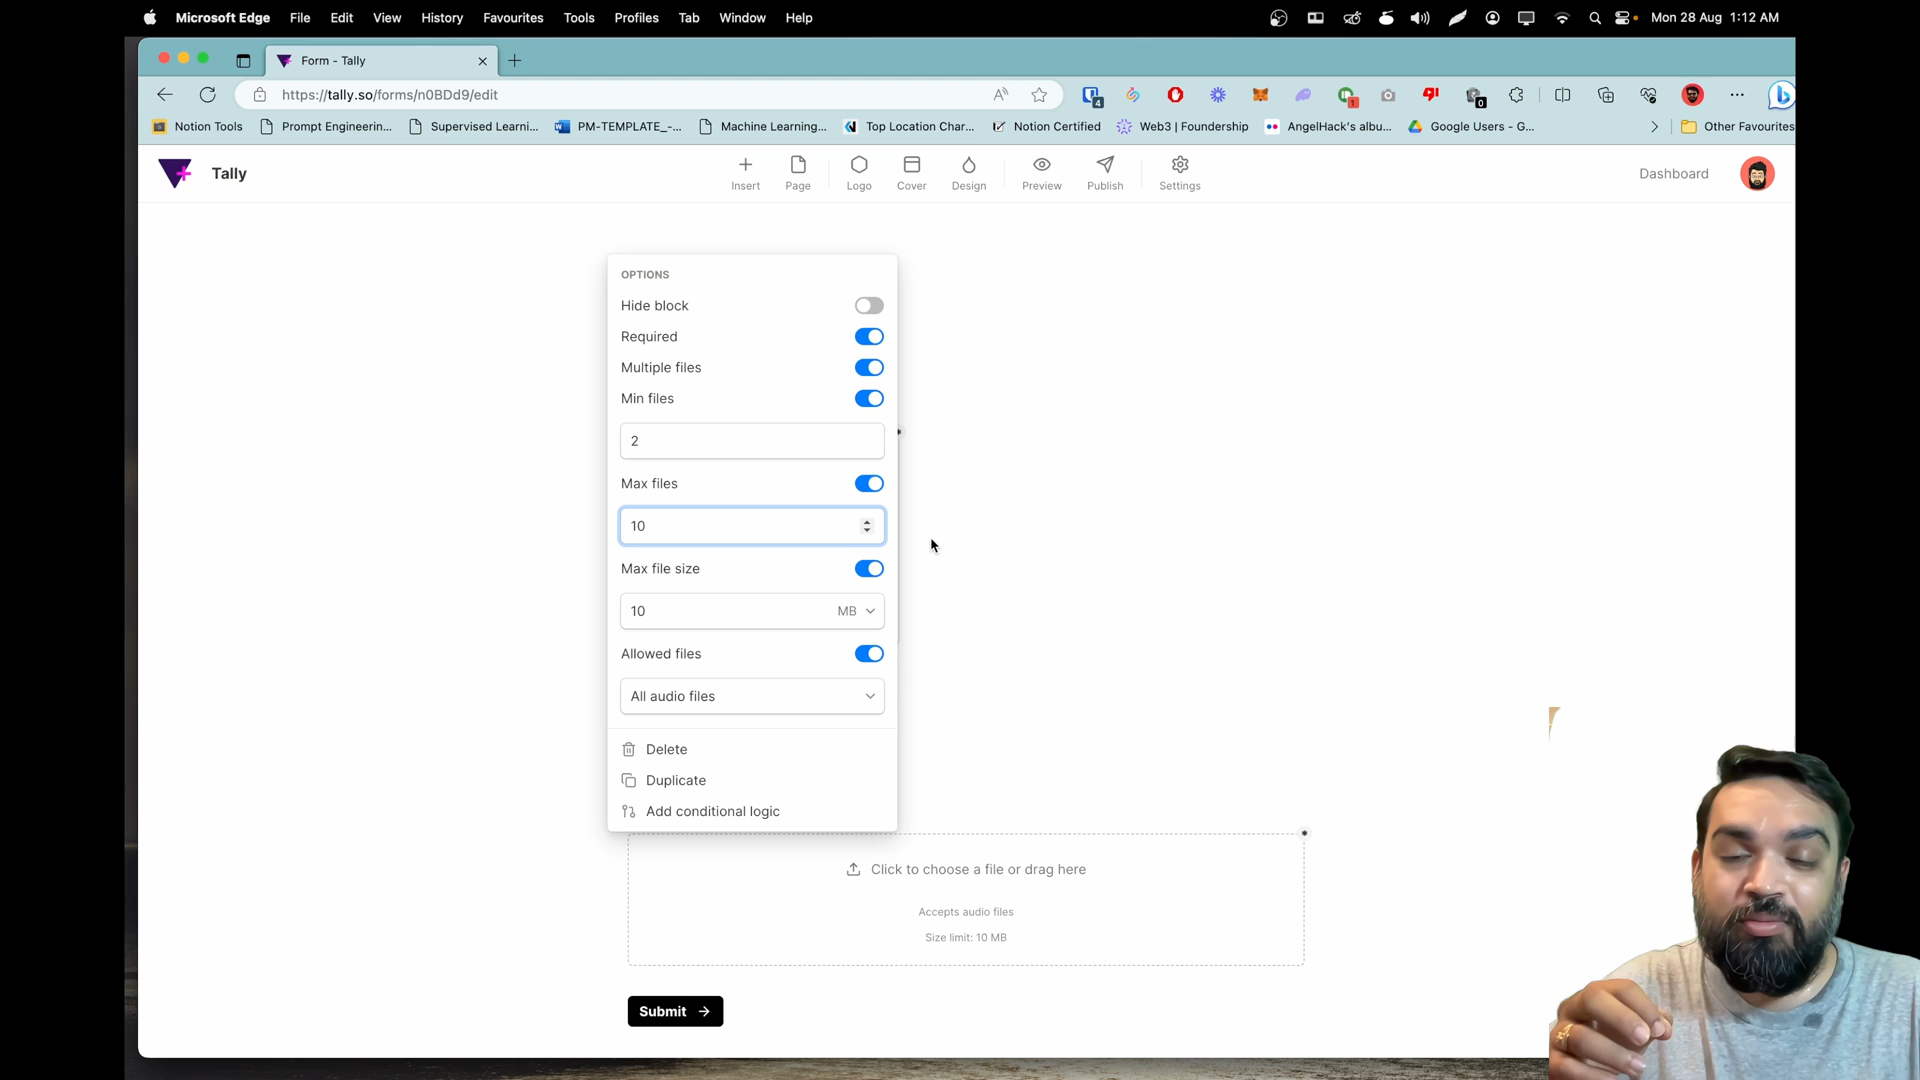 Microsoft Edge File Edit View History Favourites Tools Profiles Tab Window Help Mon 28 Aug 1:12 AM
Form - Tally
https://tally.so/forms/n0BDd9/edit
4 1 0
Notion Tools Prompt Engineerin... Supervised Learni... PM-TEMPLATE_-... Machine Learning... Top Location Char... Notion Certified Web3 | Foundership AngelHack's albu... Google Users - G... Other Favourites
Tally
Insert Page Logo Cover Design Preview Publish Settings
Dashboard
OPTIONS
Hide block
Required
Multiple files
Min files
2
Max files
10
Max file size
10 MB
Allowed files
All audio files
Delete
Duplicate
Add conditional logic
Click to choose a file or drag here
Accepts audio files
Size limit: 10 MB
Submit →